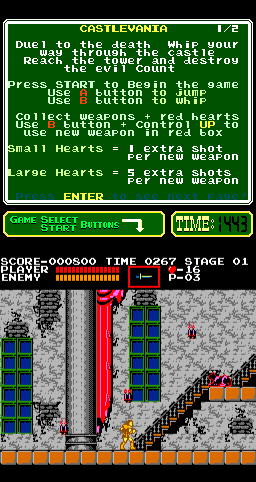 CASTLEVANIA 1/2
Duel to the death. Whip your
way through the castle
Reach the tower and destroy
the evil Count
Press START to Begin the game
Use A button to jump
Use B button to whip
Collect weapons + red hearts
Use B button + Control UP to
use new weapon in red box
Small Hearts = 1 extra shot
per new weapon
Large Hearts = 5 extra shots
per new weapon
ENTER
GAME SELECT
START BUTTONS
TIME: 1443
SCORE-000800 TIME 0267 STAGE 01
PLAYER -16
ENEMY P-03